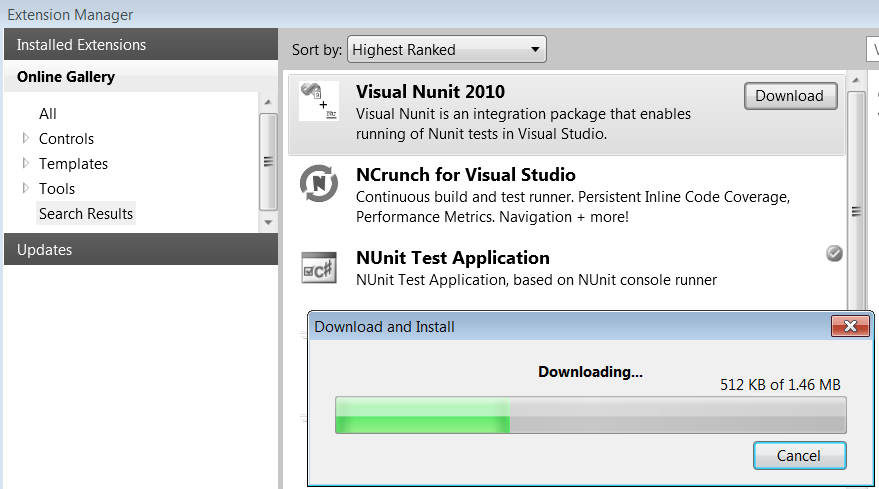 Extension Manager
Installed Extensions
Online Gallery
All
Controls
Templates
Tools
Search Results
Updates
Sort by: Highest Ranked
Visual Nunit 2010
Download
Visual Nunit is an integration package that enables
running of Nunit tests in Visual Studio.
NCrunch for Visual Studio
Continuous build and test runner. Persistent Inline Code Coverage,
Performance Metrics. Navigation + more!
NUnit Test Application
NUnit Test Application, based on NUnit console runner
Download and Install
Downloading...
512 KB of 1.46 MB
Cancel